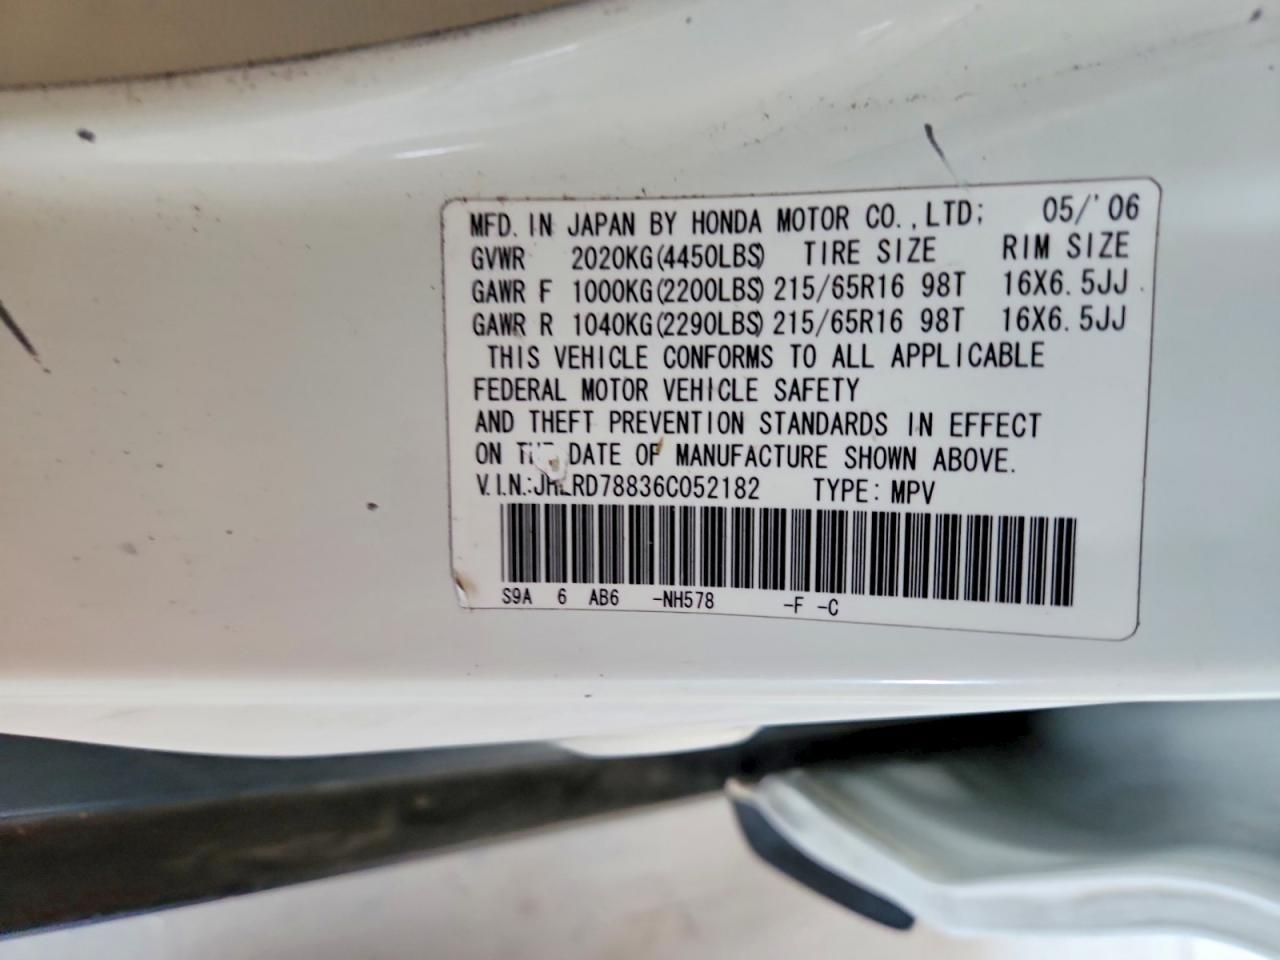 MFD. IN JAPAN BY HONDA MOTOR CO., LTD; 05/'06
GVWR 2020KG(4450LBS) TIRE SIZE RIM SIZE
GAWR F 1000KG(2200LBS) 215/65R16 98T 16X6.5JJ
GAWR R 1040KG(2290LBS) 215/65R16 98T 16X6.5JJ
THIS VEHICLE CONFORMS TO ALL APPLICABLE
FEDERAL MOTOR VEHICLE SAFETY
AND THEFT PREVENTION STANDARDS IN EFFECT
ON THE DATE OF MANUFACTURE SHOWN ABOVE.
V.I.N.:JHLRD78836C052182 TYPE: MPV
S9A 6 AB6 -NH578 -F -C